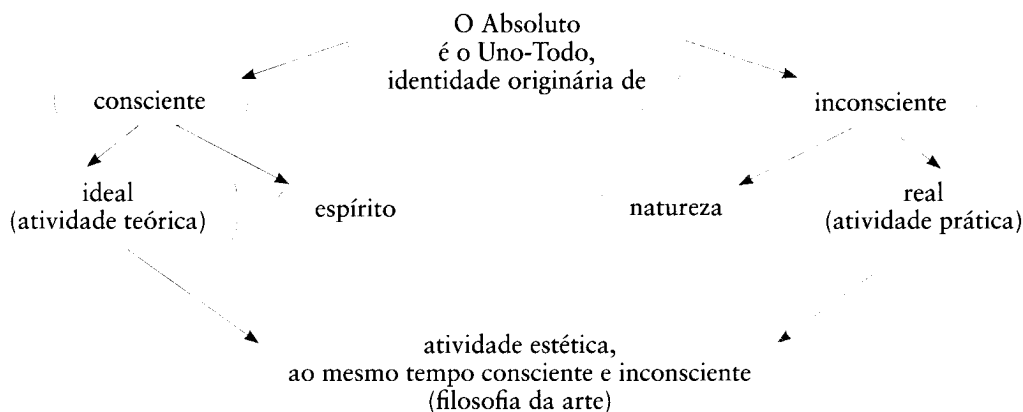 O Absoluto
é o Uno-Todo,
identidade originária de
consciente
inconsciente
ideal
(atividade teórica)
espírito
natureza
real
(atividade prática)
atividade estética,
ao mesmo tempo consciente e inconsciente
(filosofia da arte)